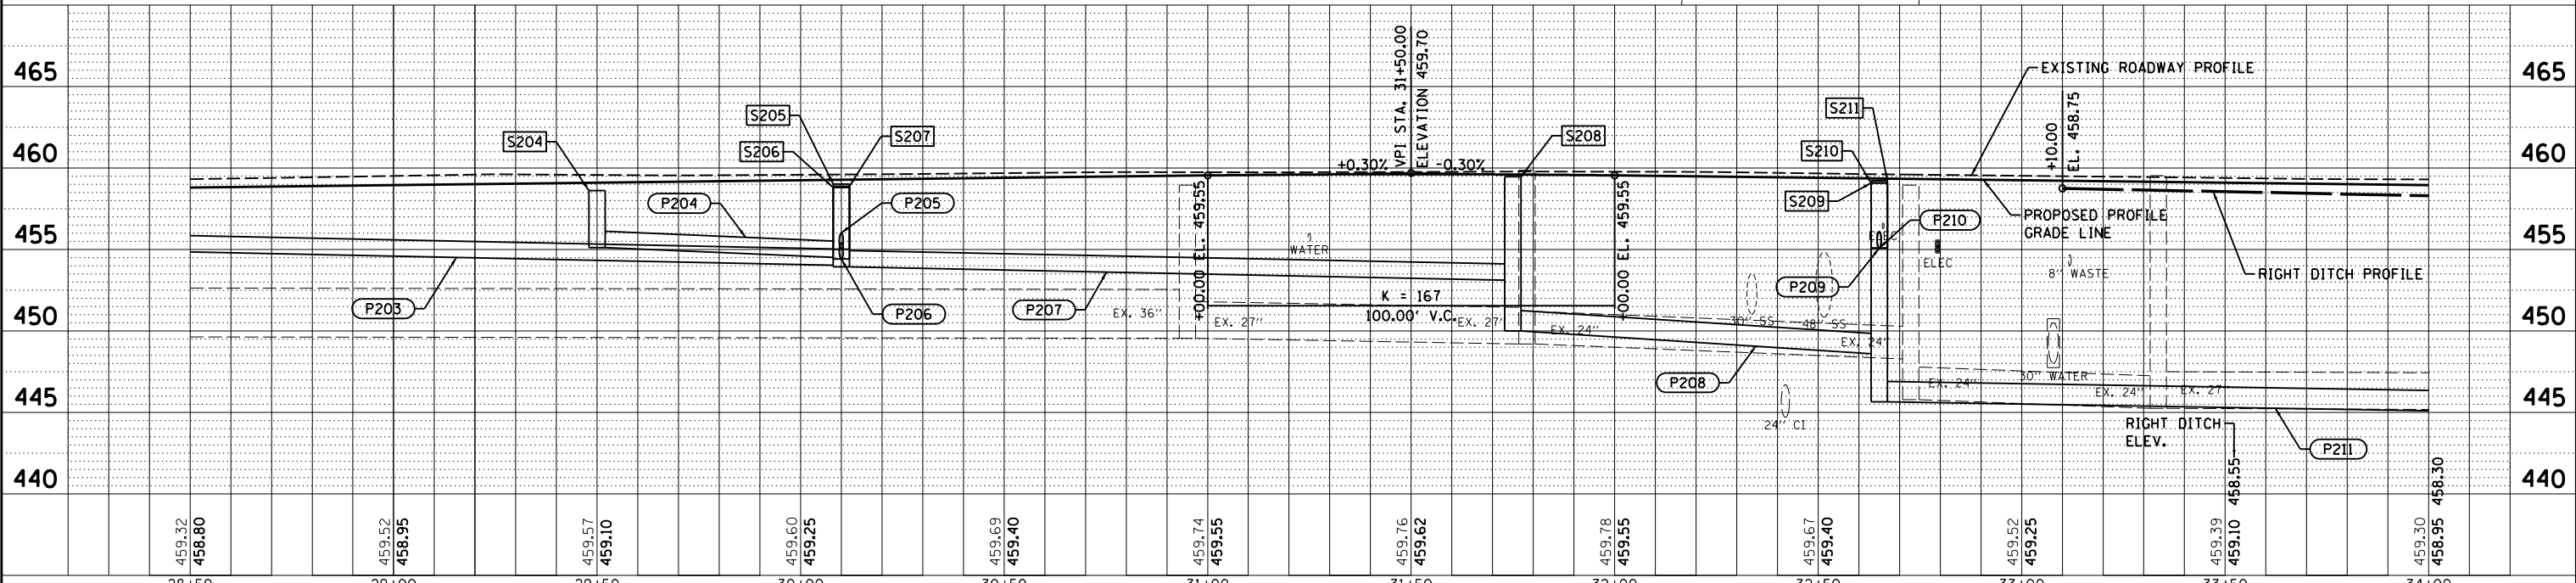 465
460
455
450
445
440
465
460
455
450
445
440
S204
S205
S206
S207
P204
P205
P203
P206
P207
EX. 36"
+00.00 EL. 459.55
WATER
EX. 27"
VPI STA. 31+50.00
ELEVATION 459.70
+0.30%
-0.30%
K = 167
100.00' V.C.
EX. 27"
S208
EX. 24"
+00.00 EL. 459.55
P208
30" SS
48" SS
24" CI
S211
S210
S209
P210
P209
ELEC
EX. 24"
ELEC
EXISTING ROADWAY PROFILE
+10.00
EL. 458.75
PROPOSED PROFILE
GRADE LINE
8" WASTE
RIGHT DITCH PROFILE
30" WATER
EX. 24"
EX. 24"
EX. 27"
RIGHT DITCH
ELEV.
458.55
P211
458.30
459.32
458.80
459.52
458.95
459.57
459.10
459.60
459.25
459.69
459.40
459.74
459.55
459.76
459.62
459.78
459.55
459.67
459.40
459.52
459.25
459.39
459.10
459.30
458.95